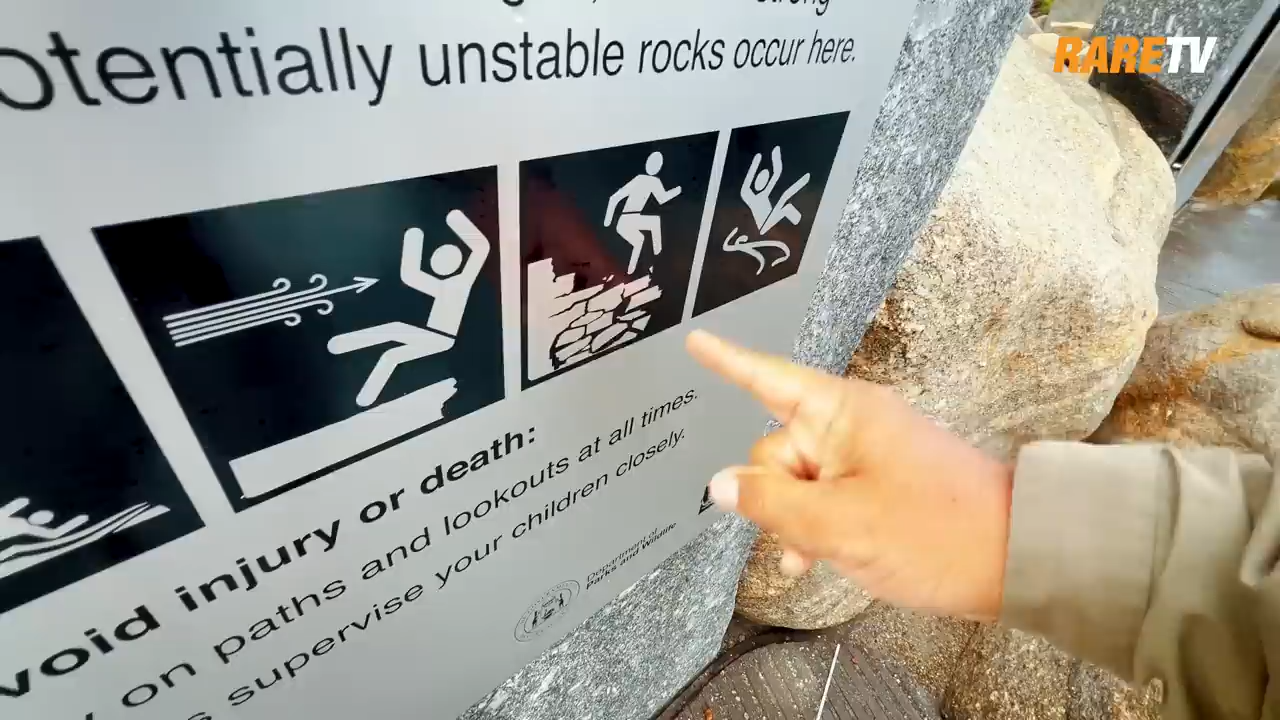 strong
otentially unstable rocks occur here.
void injury or death:
y on paths and lookouts at all times.
s supervise your children closely.
Department of
Parks and Wildlife
RARETV